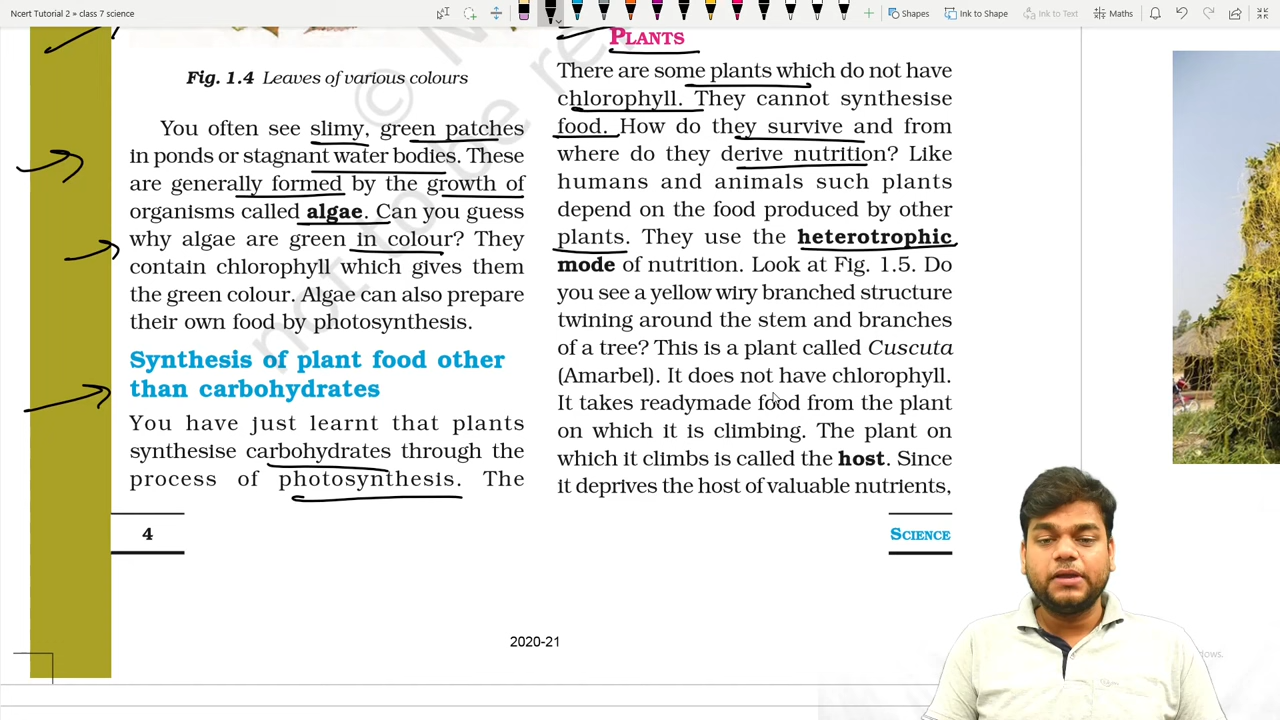 Ncert Tutorial 2 » class 7 science
Shapes
Ink to Shape
Ink to Text
Maths
Fig. 1.4 Leaves of various colours
You often see slimy, green patches
in ponds or stagnant water bodies. These
are generally formed by the growth of
organisms called algae. Can you guess
why algae are green in colour? They
contain chlorophyll which gives them
the green colour. Algae can also prepare
their own food by photosynthesis.
Synthesis of plant food other
than carbohydrates
You have just learnt that plants
synthesise carbohydrates through the
process of photosynthesis. The
4
PLANTS
There are some plants which do not have
chlorophyll. They cannot synthesise
food. How do they survive and from
where do they derive nutrition? Like
humans and animals such plants
depend on the food produced by other
plants. They use the heterotrophic
mode of nutrition. Look at Fig. 1.5. Do
you see a yellow wiry branched structure
twining around the stem and branches
of a tree? This is a plant called Cuscuta
(Amarbel). It does not have chlorophyll.
It takes readymade food from the plant
on which it is climbing. The plant on
which it climbs is called the host. Since
it deprives the host of valuable nutrients,
SCIENCE
2020-21
not to be re
dows.